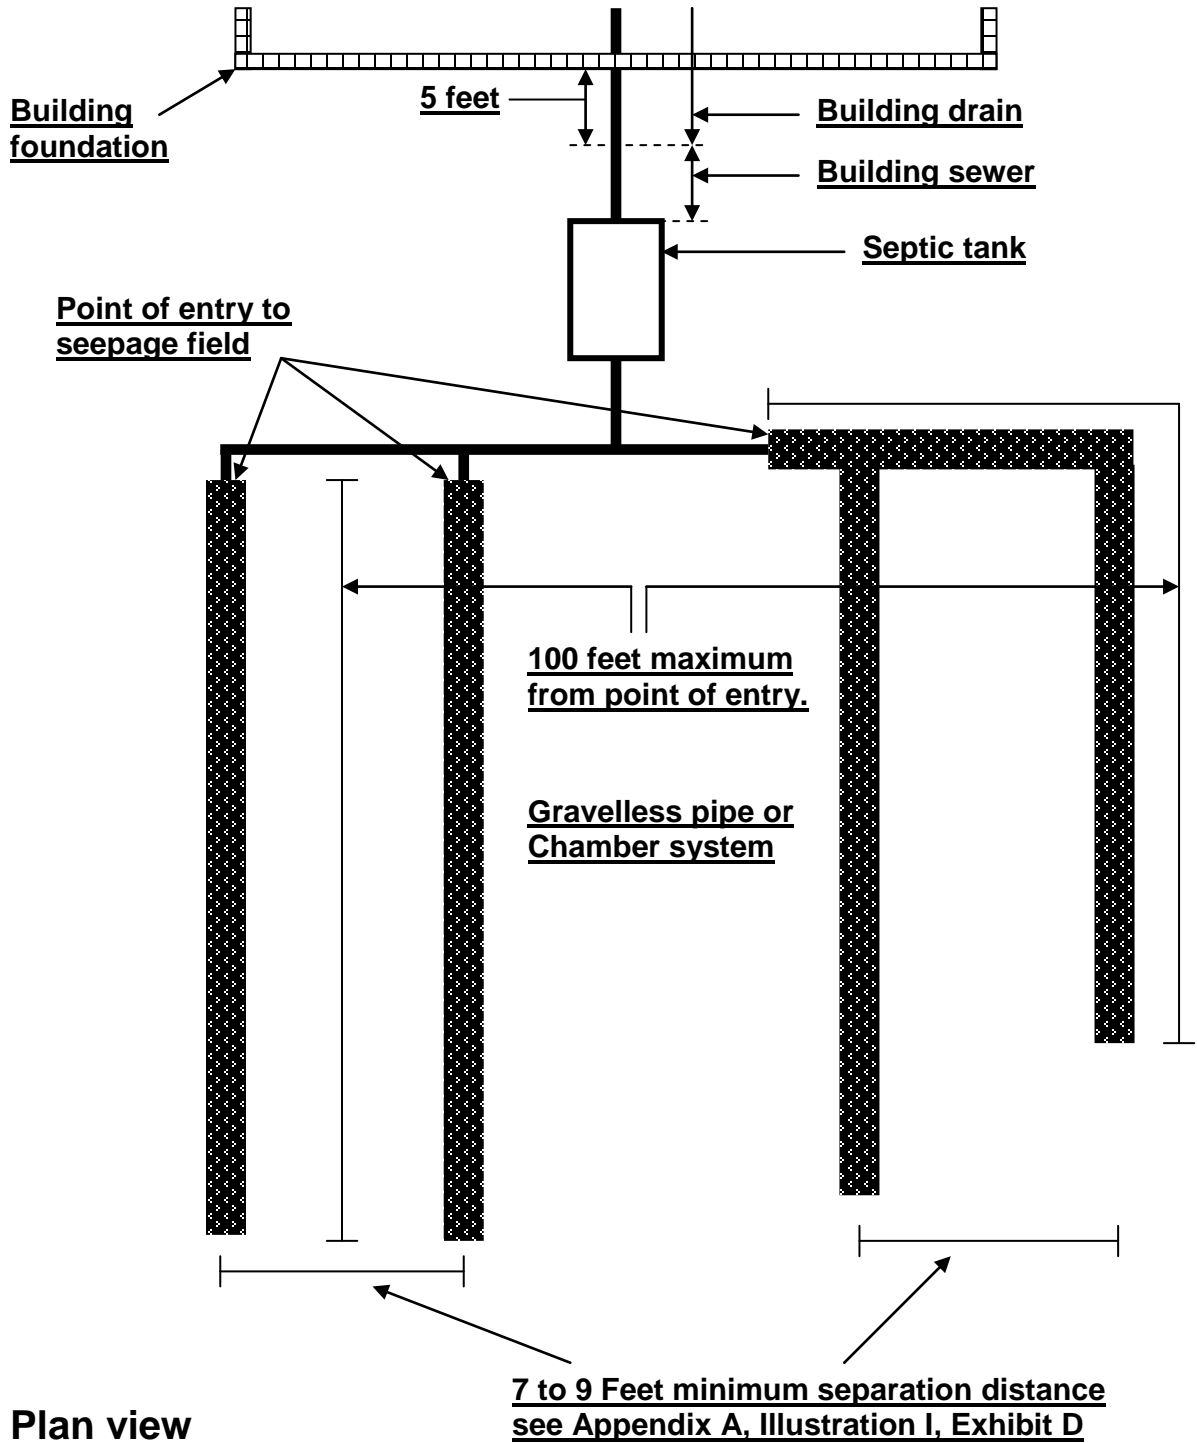 5 feet
Building
foundation
Building drain
Building sewer
Septic tank
Point of entry to
seepage field
100 feet maximum
from point of entry.
Gravelless pipe or
Chamber system
7 to 9 Feet minimum separation distance
see Appendix A, Illustration I, Exhibit D
Plan view